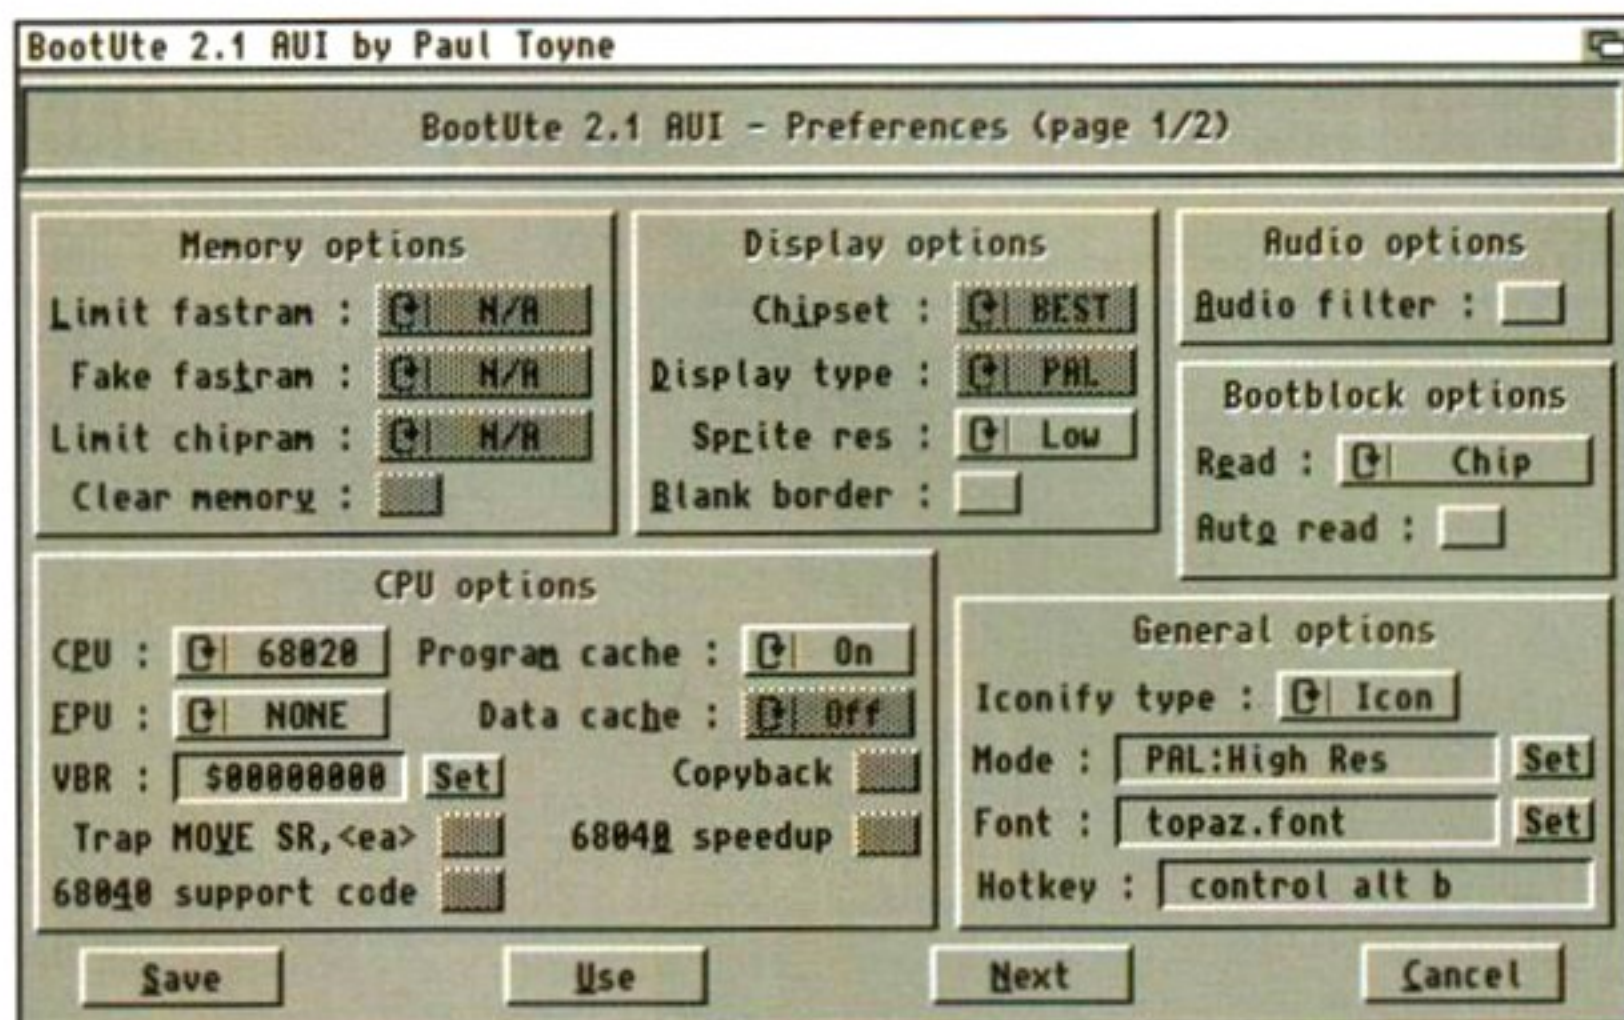 BootUte 2.1 AUI by Paul Toyne
BootUte 2.1 AUI - Preferences (page 1/2)
Memory options
Limit fastram : N/A
Fake fastram : N/A
Limit chipram : N/A
Clear memory :
Display options
Chipset : BEST
Display type : PAL
Sprite res : Low
Blank border :
Audio options
Audio filter :
Bootblock options
Read : Chip
Auto read :
CPU options
CPU : 68020 Program cache : On
FPU : NONE Data cache : Off
VBR : $00000000 Set Copyback
Trap MOVE SR,<ea> 68040 speedup
68040 support code
General options
Iconify type : Icon
Mode : PAL:High Res Set
Font : topaz.font Set
Hotkey : control alt b
Save Use Next Cancel